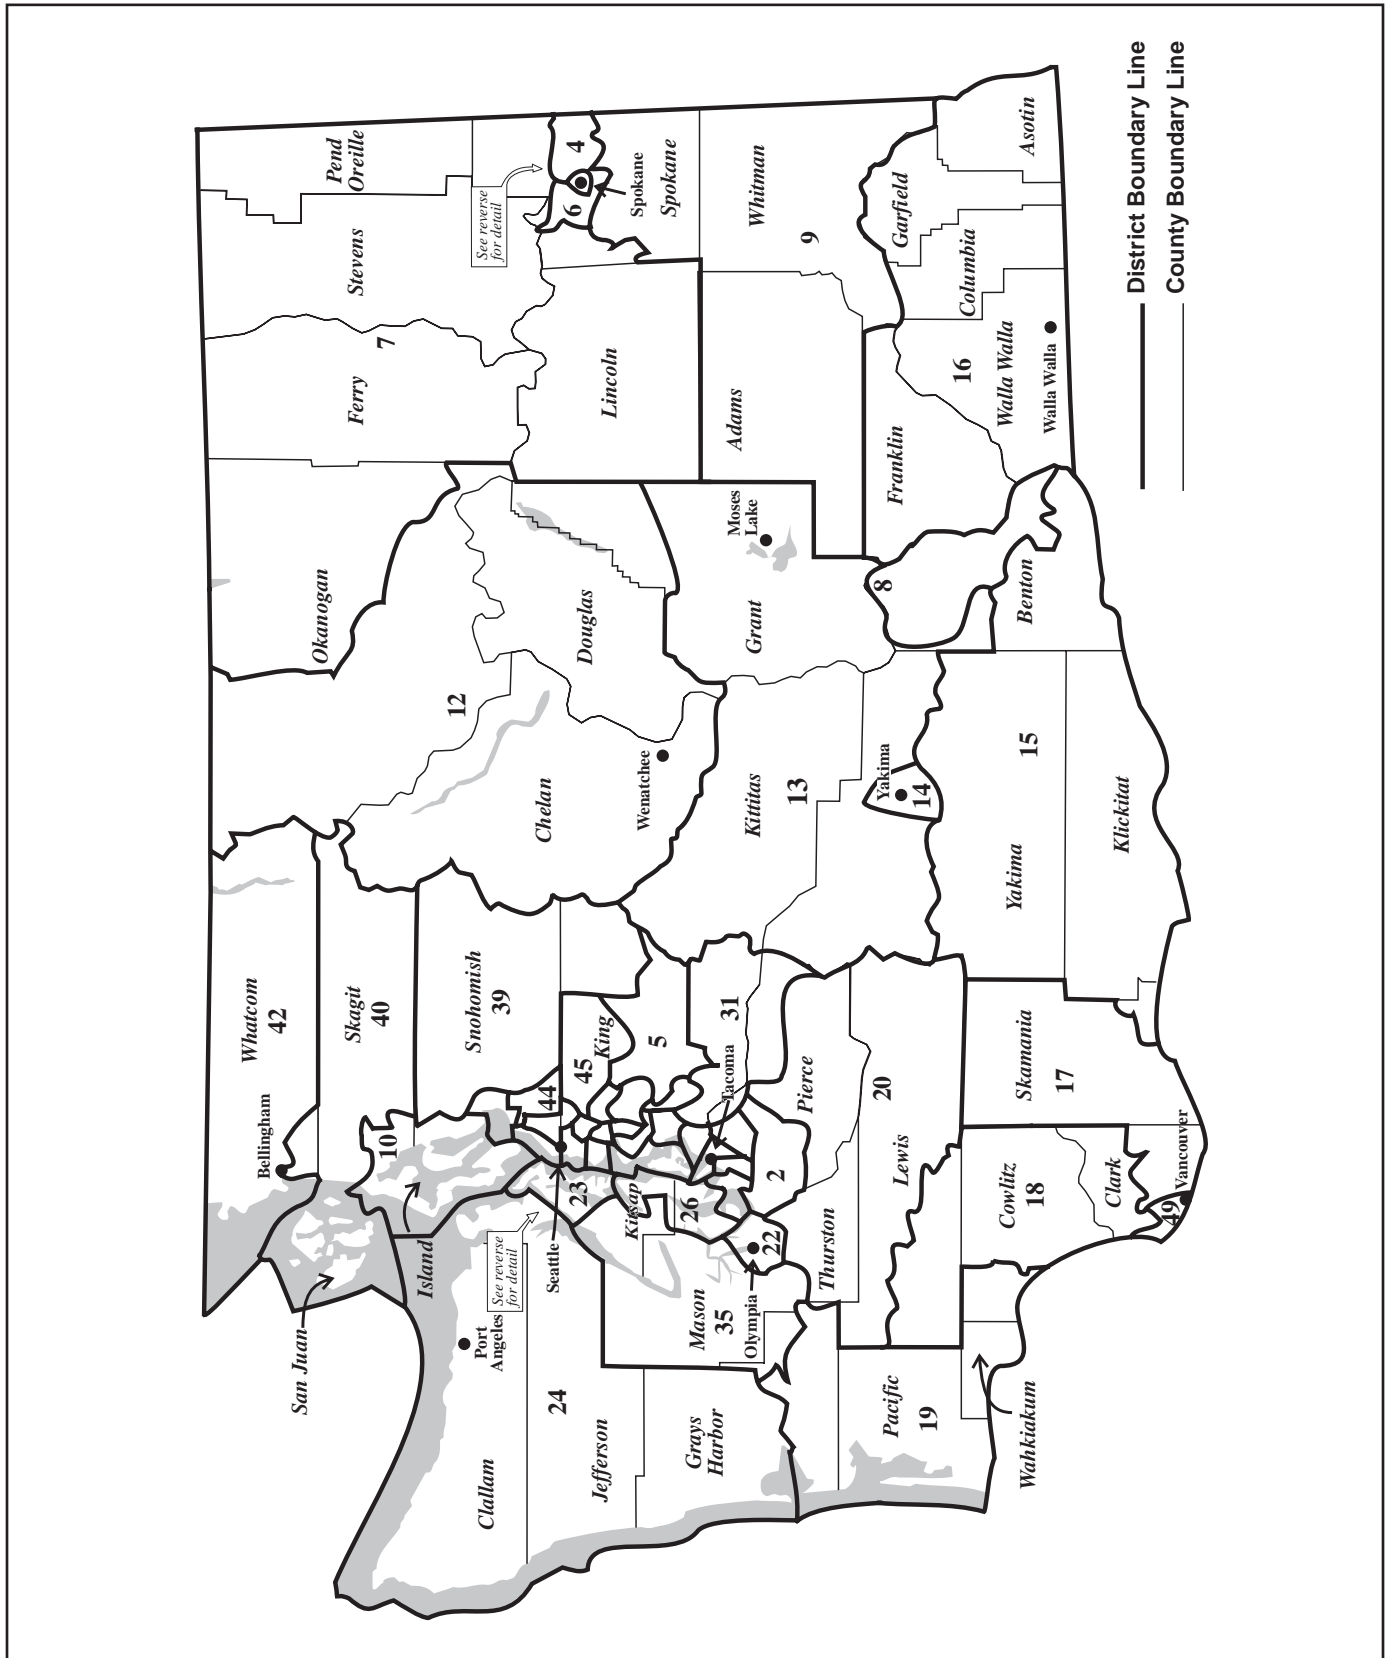 Whatcom
42
Bellingham
San Juan
Skagit
40
10
Island
Snohomish
39
44
Okanogan
12
Ferry
7
Stevens
Pend
Oreille
See reverse
for detail
4
6
Spokane
Spokane
Lincoln
Douglas
Chelan
Wenatchee
Clallam
Port
Angeles
See reverse
for detail
Seattle
23
Kitsap
26
45
King
5
31
Tacoma
24
Jefferson
Grays
Harbor
Mason
35
Olympia
22
2
Pierce
Thurston
Kittitas
13
Grant
Moses
Lake
Adams
Whitman
9
Yakima
14
8
Franklin
Garfield
Columbia
Asotin
16
Walla Walla
Walla Walla
Benton
15
Yakima
Klickitat
20
Lewis
Pacific
19
Wahkiakum
Cowlitz
18
Skamania
17
Clark
49
Vancouver
District Boundary Line
County Boundary Line